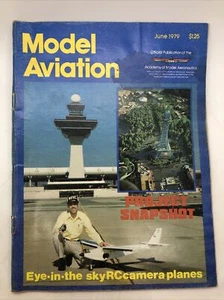 Model
Aviation
June 1979
$1.25
Official Publication of the
Academy of Model Aeronautics
PROJECT
SNAPSHOT
Eye-in-the sky RC camera planes